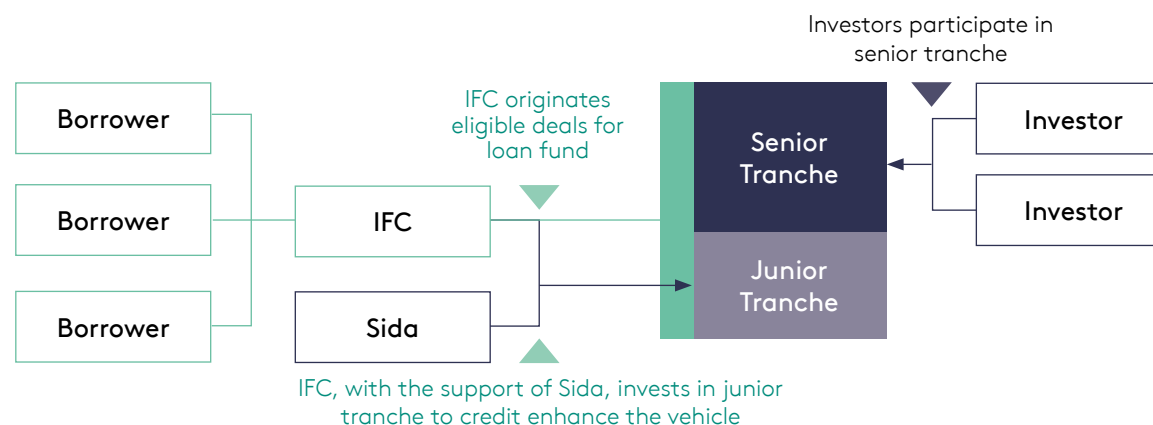 Investors participate in
senior tranche
Borrower
IFC originates
eligible deals for
loan fund
Senior
Tranche
Investor
Borrower
IFC
Investor
Junior
Tranche
Borrower
Sida
IFC, with the support of Sida, invests in junior
tranche to credit enhance the vehicle